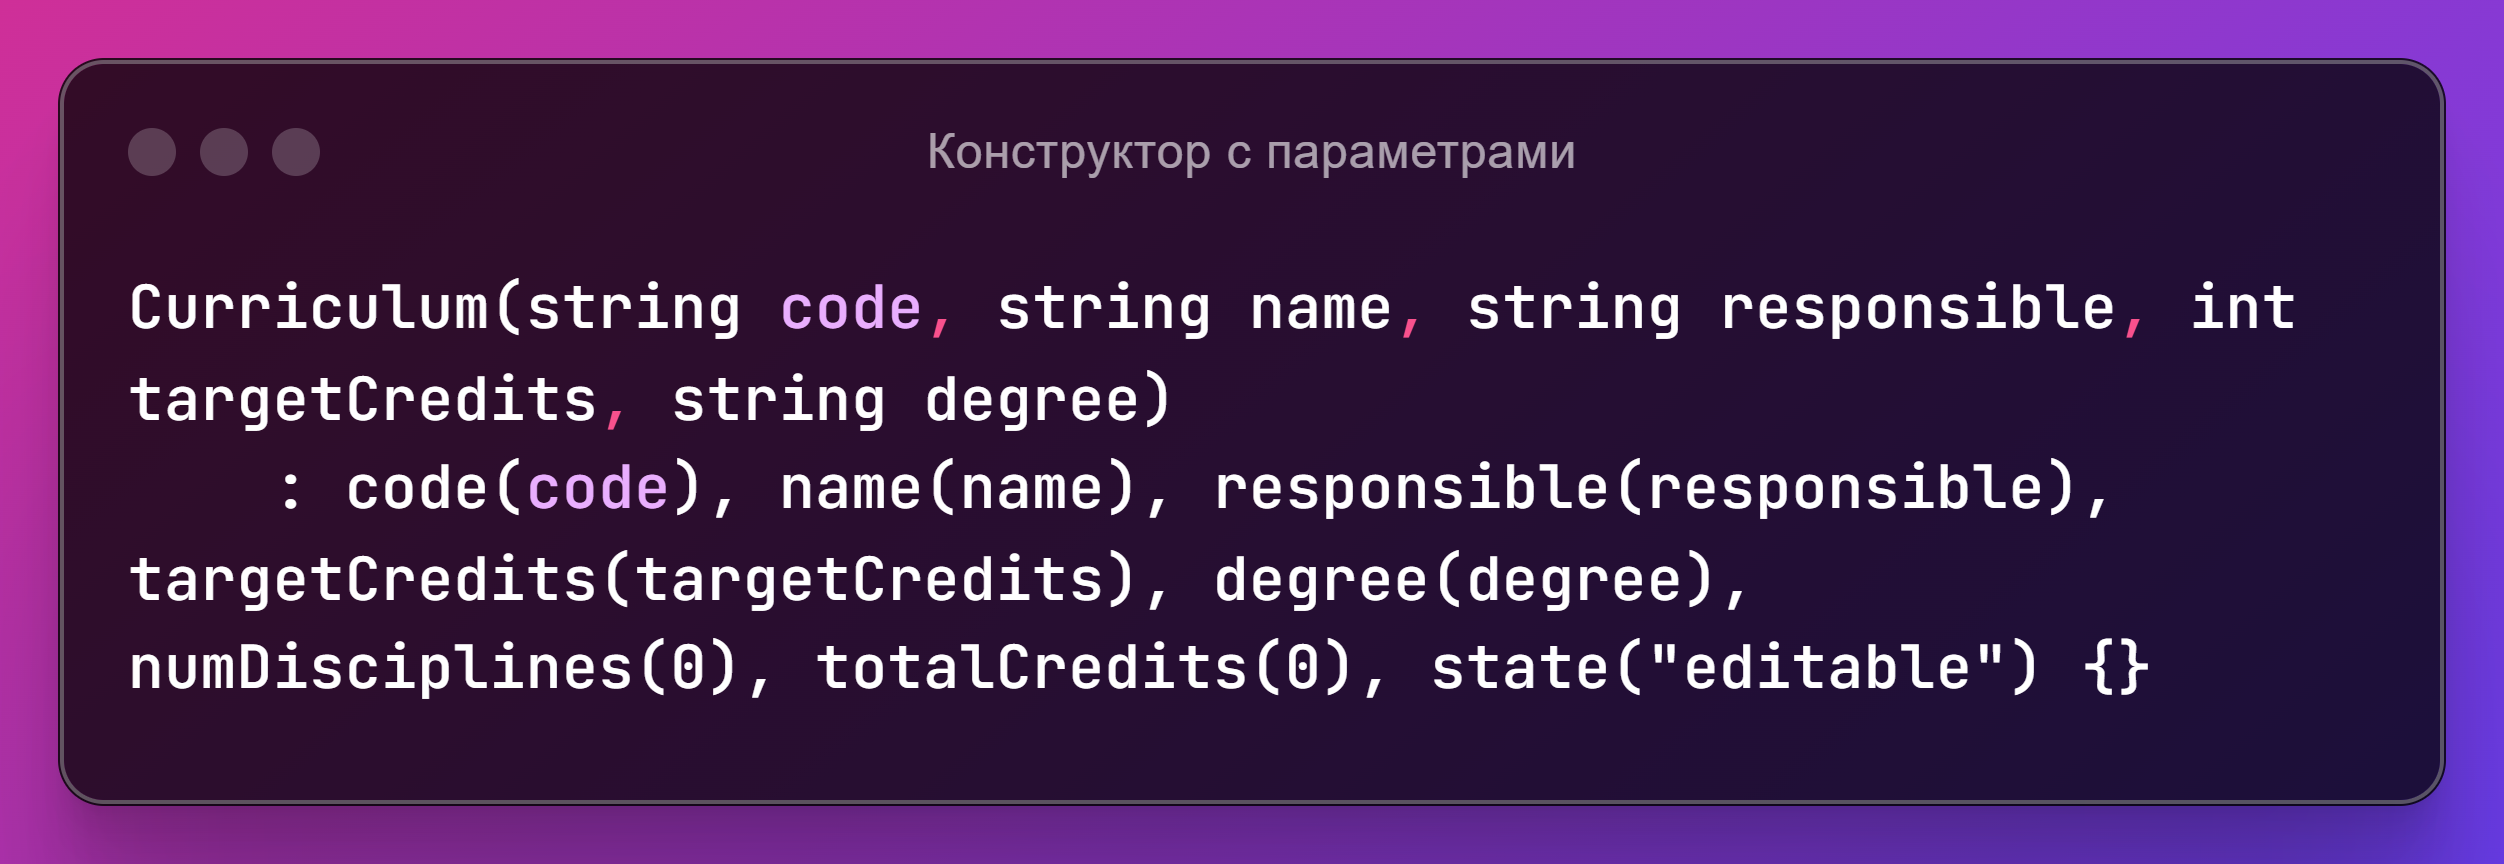 Конструктор с параметрами
Curriculum(string code, string name, string responsible, int
targetCredits, string degree)
    : code(code), name(name), responsible(responsible),
targetCredits(targetCredits), degree(degree),
numDisciplines(0), totalCredits(0), state("editable") {}